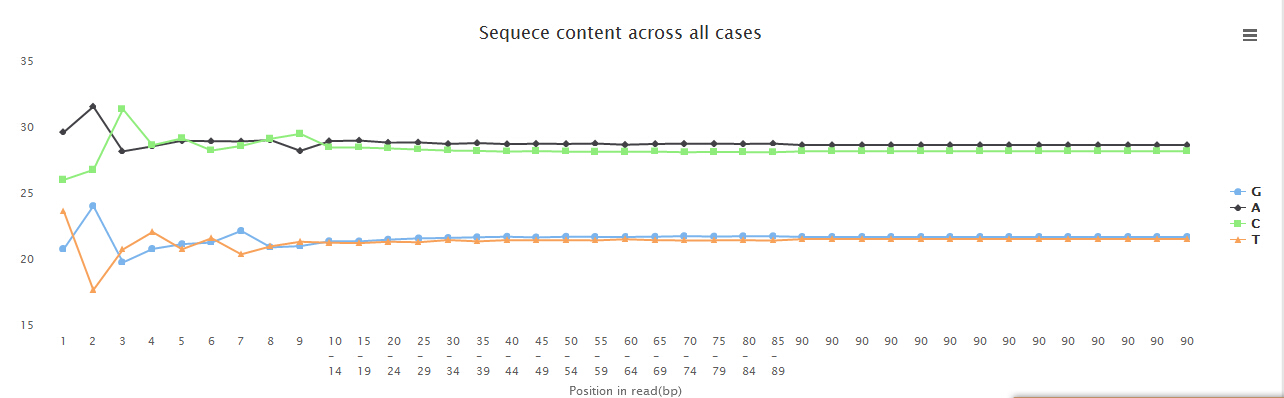 Sequece content across all cases
35
30
25
20
15
G
A
C
T
1 2 3 4 5 6 7 8 9 10 15 20 25 30 35 40 45 50 55 60 65 70 75 80 85 90 90 90 90 90 90 90 90 90 90 90 90 90 90
– – – – – – – – – – – – – – – –
14 19 24 29 34 39 44 49 54 59 64 69 74 79 84 89
Position in read(bp)